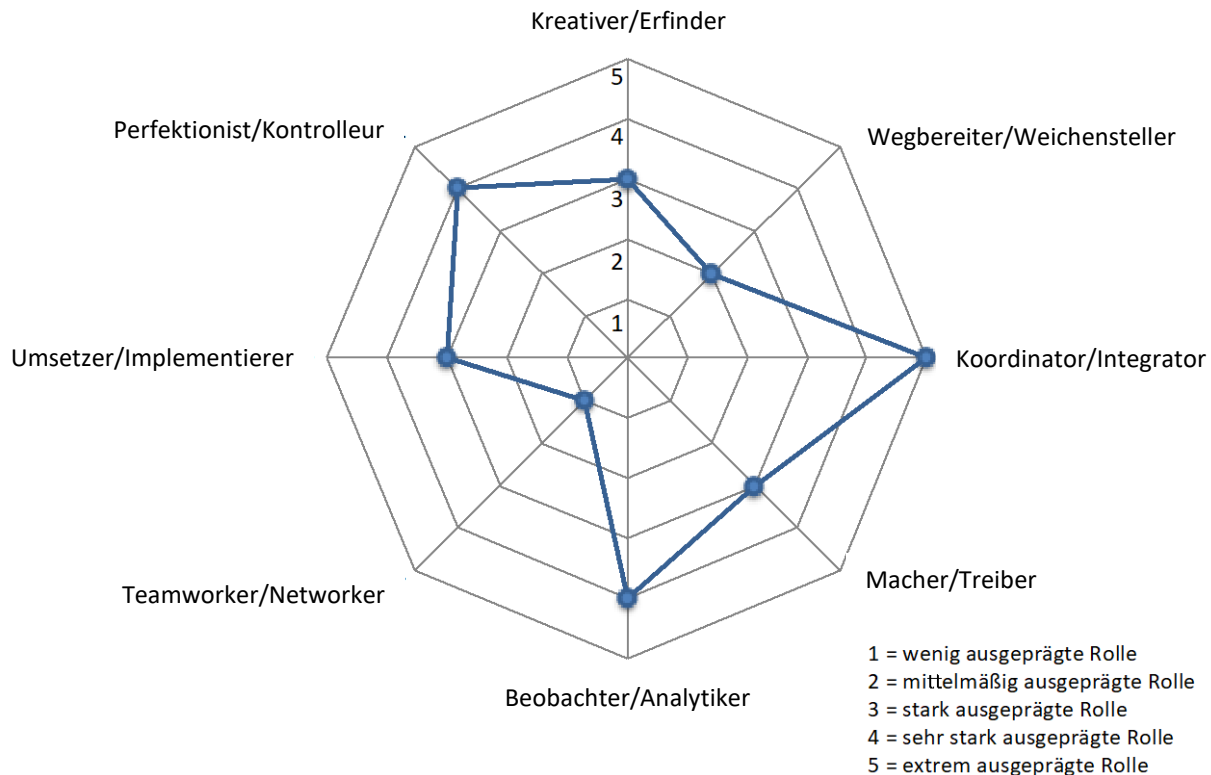 Kreativer/Erfinder
5
Perfektionist/Kontrolleur
Wegbereiter/Weichensteller
4
3
2
1
Umsetzer/Implementierer
Koordinator/Integrator
Teamworker/Networker
Macher/Treiber
Beobachter/Analytiker
1 = wenig ausgeprägte Rolle
2 = mittelmäßig ausgeprägte Rolle
3 = stark ausgeprägte Rolle
4 = sehr stark ausgeprägte Rolle
5 = extrem ausgeprägte Rolle